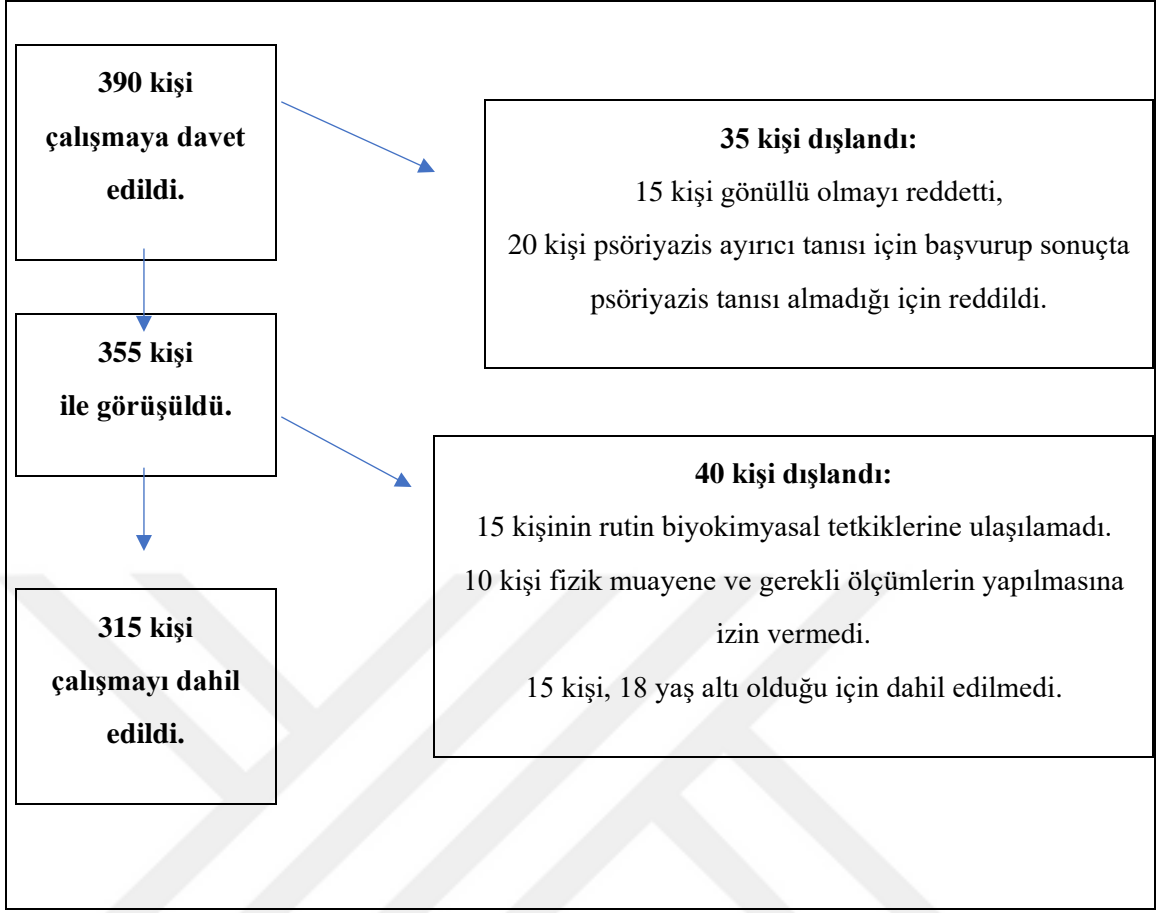 390 kişi
çalışmaya davet
edildi.
35 kişi dışlandı:
15 kişi gönüllü olmayı reddetti,
20 kişi psöriyazis ayırıcı tanısı için başvurup sonuçta
psöriyazis tanısı almadığı için reddildi.
355 kişi
ile görüşüldü.
40 kişi dışlandı:
15 kişinin rutin biyokimyasal tetkiklerine ulaşılamadı.
10 kişi fizik muayene ve gerekli ölçümlerin yapılmasına
izin vermedi.
15 kişi, 18 yaş altı olduğu için dahil edilmedi.
315 kişi
çalışmayı dahil
edildi.